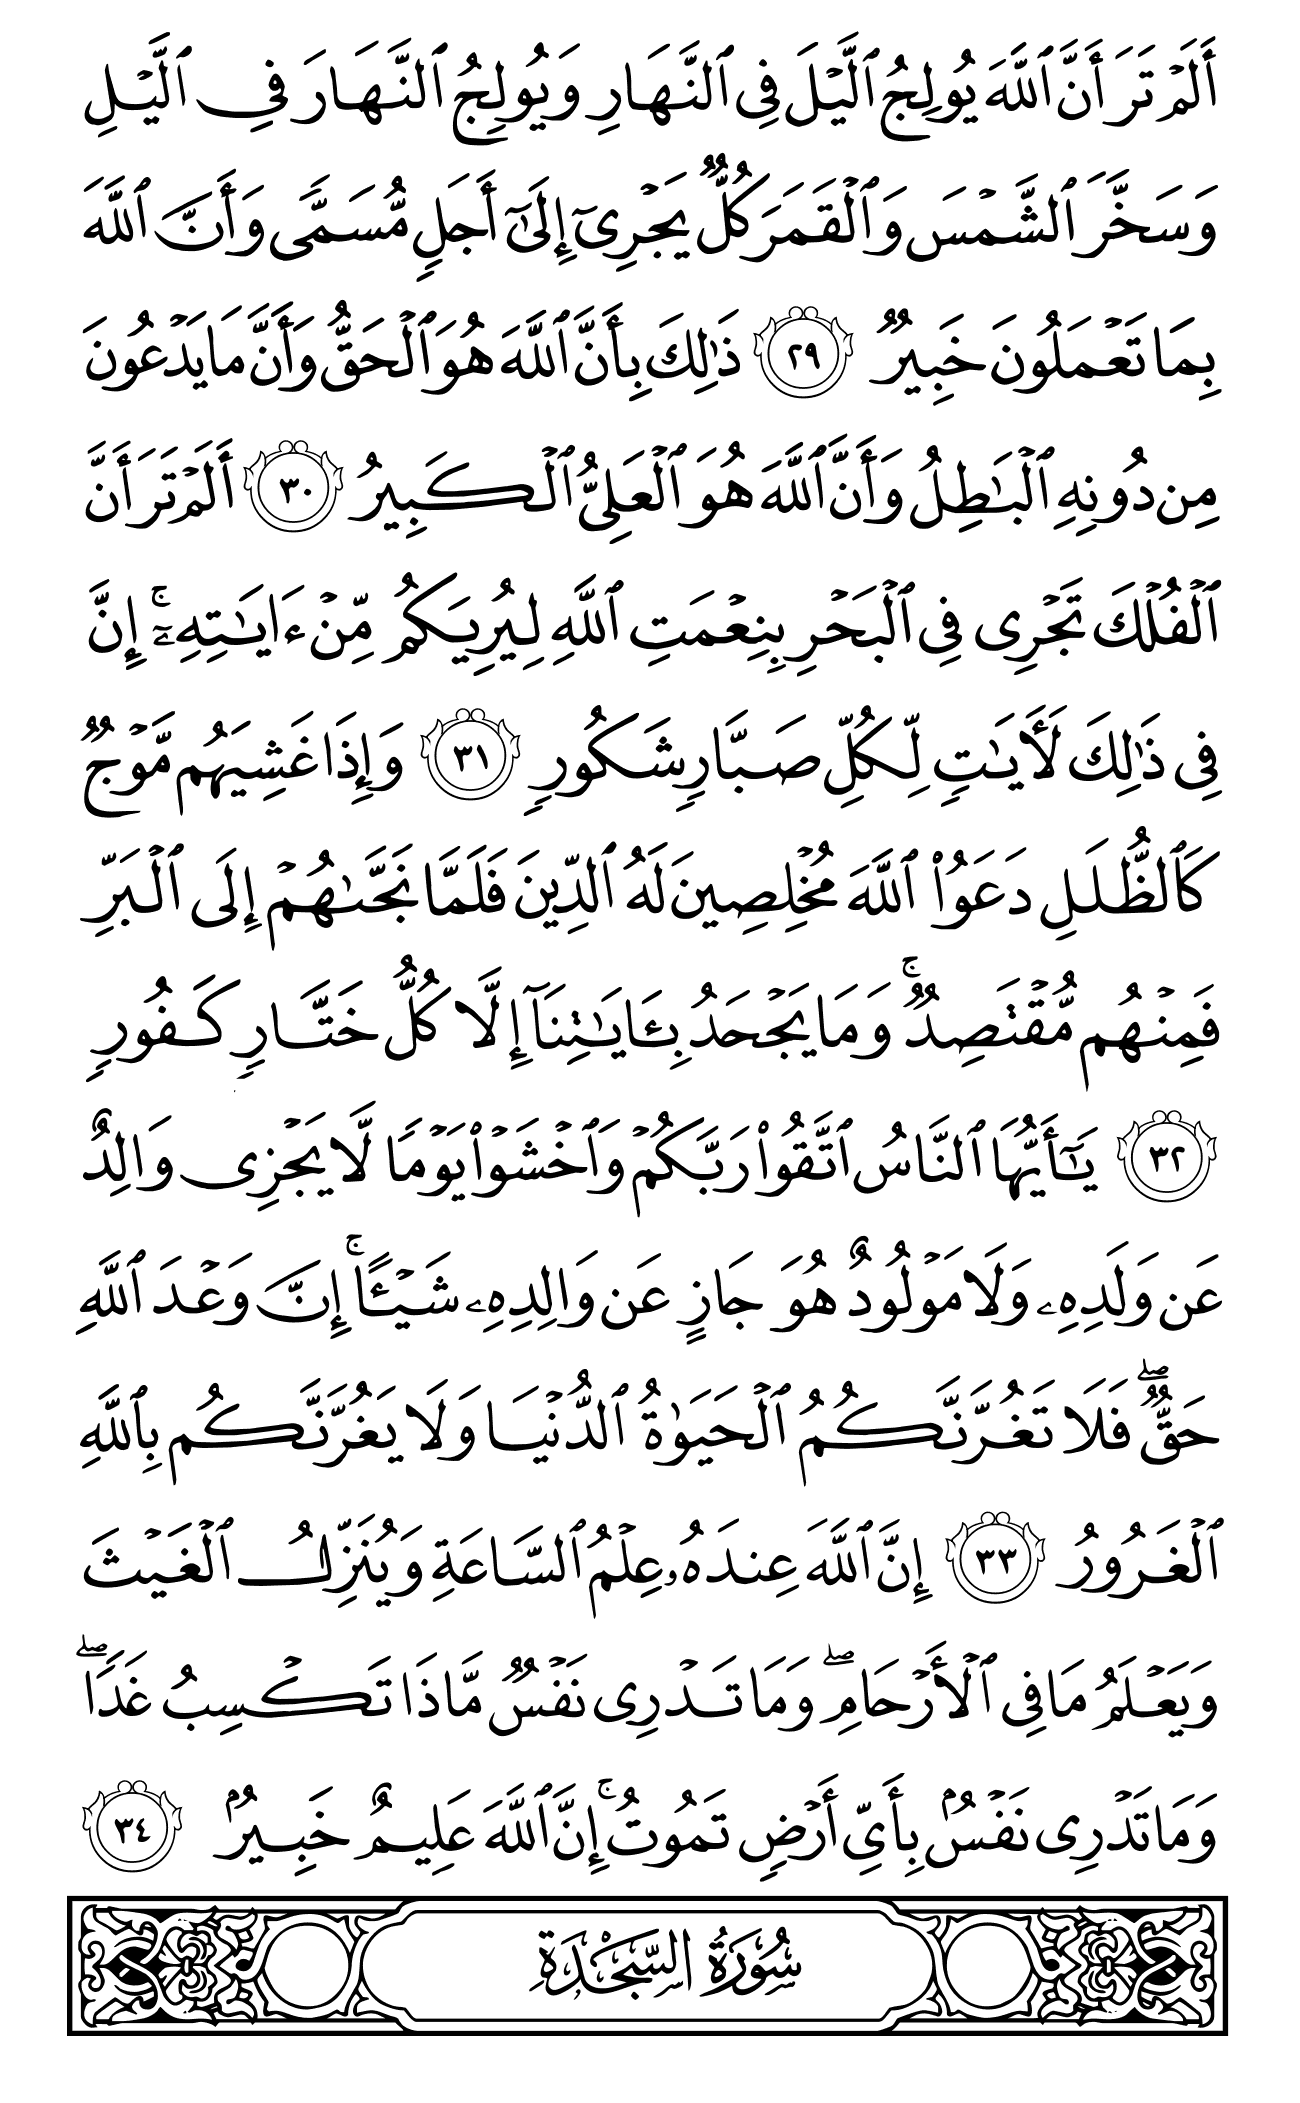 أَلَمْ تَرَ أَنَّ ٱللَّهَ يُولِجُ ٱلَّيْلَ فِى ٱلنَّهَارِ وَيُولِجُ ٱلنَّهَارَ فِى ٱلَّيْلِ
وَسَخَّرَ ٱلشَّمْسَ وَٱلْقَمَرَ كُلٌّ يَجْرِىٓ إِلَىٰٓ أَجَلٍ مُّسَمًّى وَأَنَّ ٱللَّهَ
بِمَا تَعْمَلُونَ خَبِيرٌ ٢٩ ذَٰلِكَ بِأَنَّ ٱللَّهَ هُوَ ٱلْحَقُّ وَأَنَّ مَا يَدْعُونَ
مِن دُونِهِ ٱلْبَٰطِلُ وَأَنَّ ٱللَّهَ هُوَ ٱلْعَلِىُّ ٱلْكَبِيرُ ٣٠ أَلَمْ تَرَ أَنَّ
ٱلْفُلْكَ تَجْرِى فِى ٱلْبَحْرِ بِنِعْمَتِ ٱللَّهِ لِيُرِيَكُم مِّنْ ءَايَٰتِهِۦٓ ۚ إِنَّ
فِى ذَٰلِكَ لَأَيَٰتٍ لِّكُلِّ صَبَّارٍ شَكُورٍ ٣١ وَإِذَا غَشِيَهُم مَّوْجٌ
كَٱلظُّلَلِ دَعَوُا۟ ٱللَّهَ مُخْلِصِينَ لَهُ ٱلدِّينَ فَلَمَّا نَجَّىٰهُمْ إِلَى ٱلْبَرِّ
فَمِنْهُم مُّقْتَصِدٌ ۚ وَمَا يَجْحَدُ بِـَٔايَٰتِنَآ إِلَّا كُلُّ خَتَّارٍ كَفُورٍ
٣٢ يَٰٓأَيُّهَا ٱلنَّاسُ ٱتَّقُوا۟ رَبَّكُمْ وَٱخْشَوْا۟ يَوْمًا لَّا يَجْزِى وَالِدٌ
عَن وَلَدِهِۦ وَلَا مَوْلُودٌ هُوَ جَازٍ عَن وَالِدِهِۦ شَيْـًٔا ۚ إِنَّ وَعْدَ ٱللَّهِ
حَقٌّ ۖ فَلَا تَغُرَّنَّكُمُ ٱلْحَيَوٰةُ ٱلدُّنْيَا وَلَا يَغُرَّنَّكُم بِٱللَّهِ
ٱلْغَرُورُ ٣٣ إِنَّ ٱللَّهَ عِندَهُۥ عِلْمُ ٱلسَّاعَةِ وَيُنَزِّلُ ٱلْغَيْثَ
وَيَعْلَمُ مَا فِى ٱلْأَرْحَامِ ۖ وَمَا تَدْرِى نَفْسٌ مَّاذَا تَكْسِبُ غَدًا ۖ
وَمَا تَدْرِى نَفْسٌۢ بِأَىِّ أَرْضٍ تَمُوتُ ۚ إِنَّ ٱللَّهَ عَلِيمٌ خَبِيرٌۢ ٣٤
سُورَةُ السَّجْدَةِ